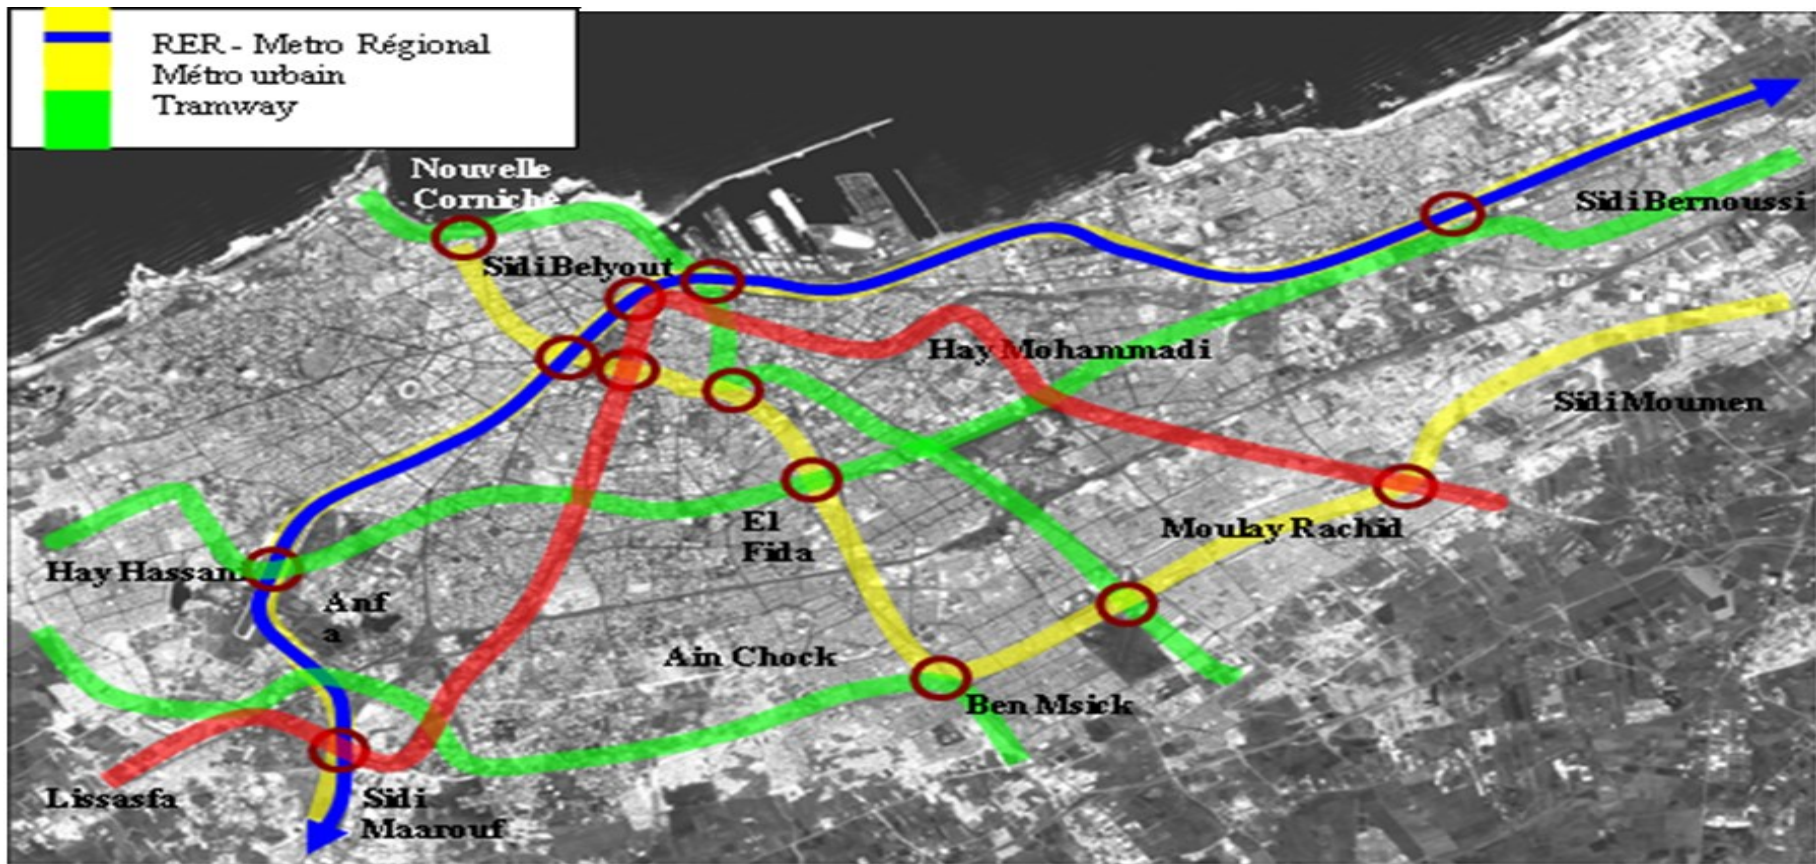 RER - Metro Régional
Métro urbain
Tramway
Nouvelle
Corniche
Sidi Belyout
Sidi Bernoussi
Hay Mohammadi
Sidi Moumen
El
Fida
Moulay Rachid
Hay Hassani
Anf
a
Ain Chock
Ben Msick
Lissasfa
Sidi
Maarouf